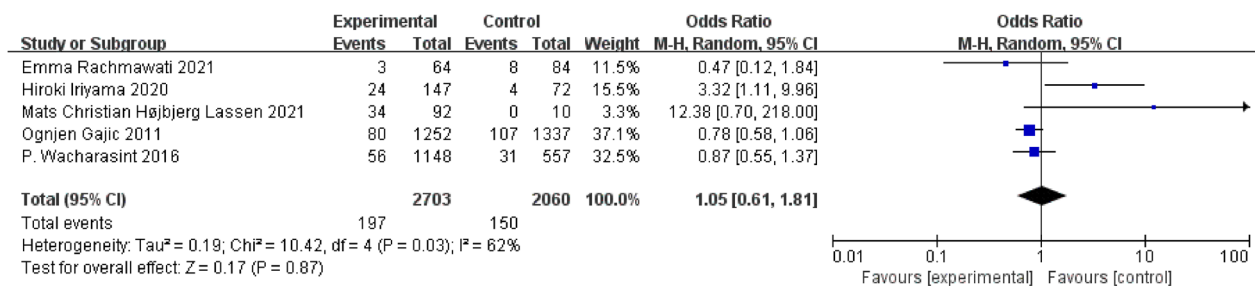 Experimental Control Odds Ratio Odds Ratio
Study or Subgroup Events Total Events Total Weight M-H, Random, 95% CI M-H, Random, 95% CI
Emma Rachmawati 2021 3 64 8 84 11.5% 0.47 [0.12, 1.84]
Hiroki Iriyama 2020 24 147 4 72 15.5% 3.32 [1.11, 9.96]
Mats Christian Højbjerg Lassen 2021 34 92 0 10 3.3% 12.38 [0.70, 218.00]
Ognjen Gajic 2011 80 1252 107 1337 37.1% 0.78 [0.58, 1.06]
P. Wacharasint 2016 56 1148 31 557 32.5% 0.87 [0.55, 1.37]
Total (95% CI) 2703 2060 100.0% 1.05 [0.61, 1.81]
Total events 197 150
Heterogeneity: Tau² = 0.19; Chi² = 10.42, df = 4 (P = 0.03); I² = 62%
Test for overall effect: Z = 0.17 (P = 0.87)
0.01 0.1 1 10 100
Favours [experimental] Favours [control]